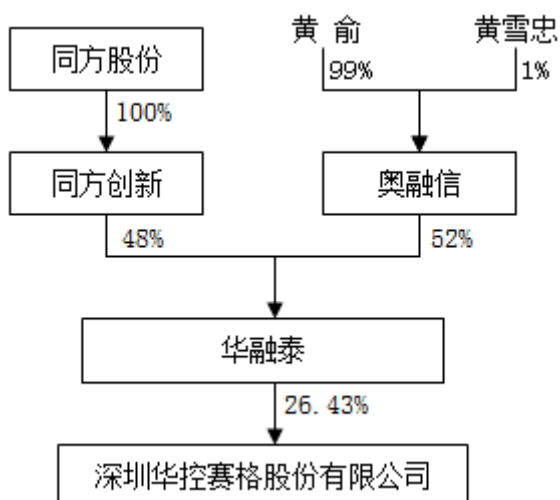 黄 俞
黄雪忠
同方股份
99%
1%
100%
同方创新
奥融信
48%
52%
华融泰
26.43%
深圳华控赛格股份有限公司